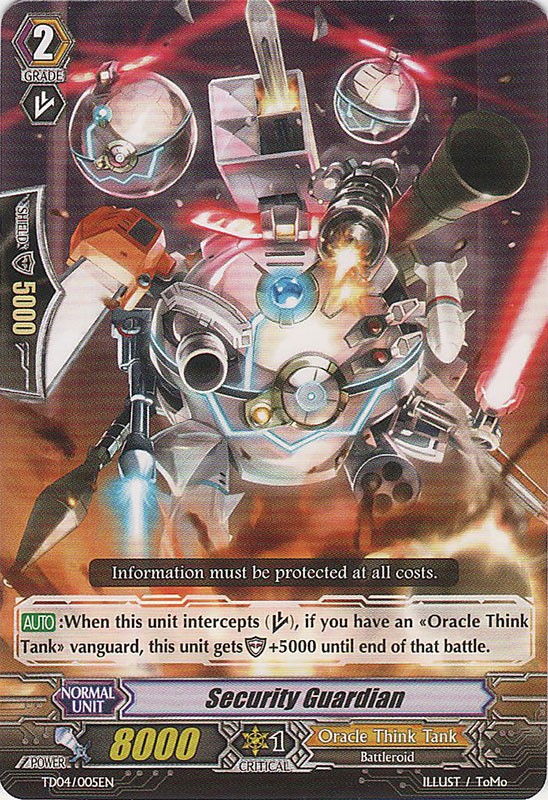 2
GRADE
SHIELD
5000
Information must be protected at all costs.
AUTO:When this unit intercepts ( ), if you have an «Oracle Think
Tank» vanguard, this unit gets +5000 until end of that battle.
NORMAL
UNIT
Security Guardian
POWER
8000
1
CRITICAL
Oracle Think Tank
Battleroid
TD04/005EN
ILLUST / ToMo